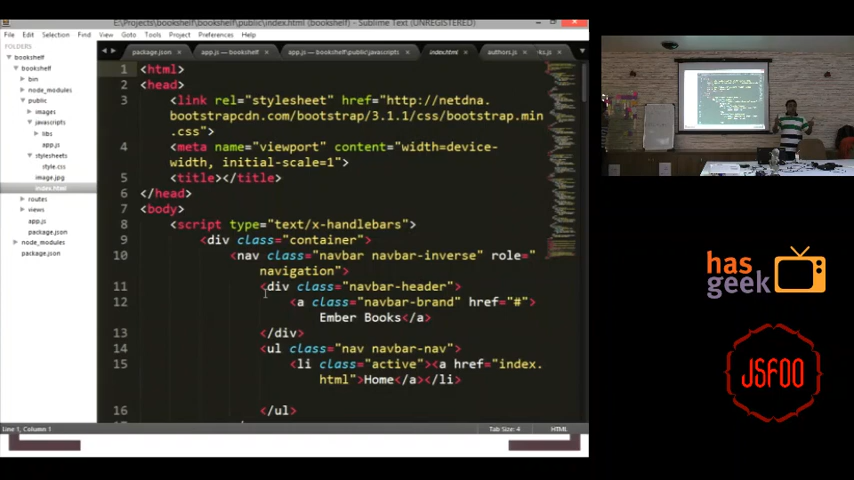 E:\Projects\bookshelf\bookshelf\public\index.html (bookshelf) - Sublime Text (UNREGISTERED)
File Edit Selection Find View Goto Tools Project Preferences Help
FOLDERS
bookshelf
bookshelf
bin
node_modules
public
images
javascripts
libs
app.js
stylesheets
style.css
image.jpg
index.html
routes
views
app.js
package.json
node_modules
package.json
package.json × app.js — bookshelf × app.js — bookshelf\public\javascripts × index.html × authors.js × ks.js ×
1 <html>
2 <head>
3 <link rel="stylesheet" href="http://netdna.
bootstrapcdn.com/bootstrap/3.1.1/css/bootstrap.min
.css">
4 <meta name="viewport" content="width=device-
width, initial-scale=1">
5 <title></title>
6 </head>
7 <body>
8 <script type="text/x-handlebars">
9 <div class="container">
10 <nav class="navbar navbar-inverse" role="
navigation">
11 <div class="navbar-header">
12 <a class="navbar-brand" href="#">
Ember Books</a>
13 </div>
14 <ul class="nav navbar-nav">
15 <li class="active"><a href="index.
html">Home</a></li>
16 </ul>
Line 1, Column 1 Tab Size: 4 HTML
has
geek
JSFOO